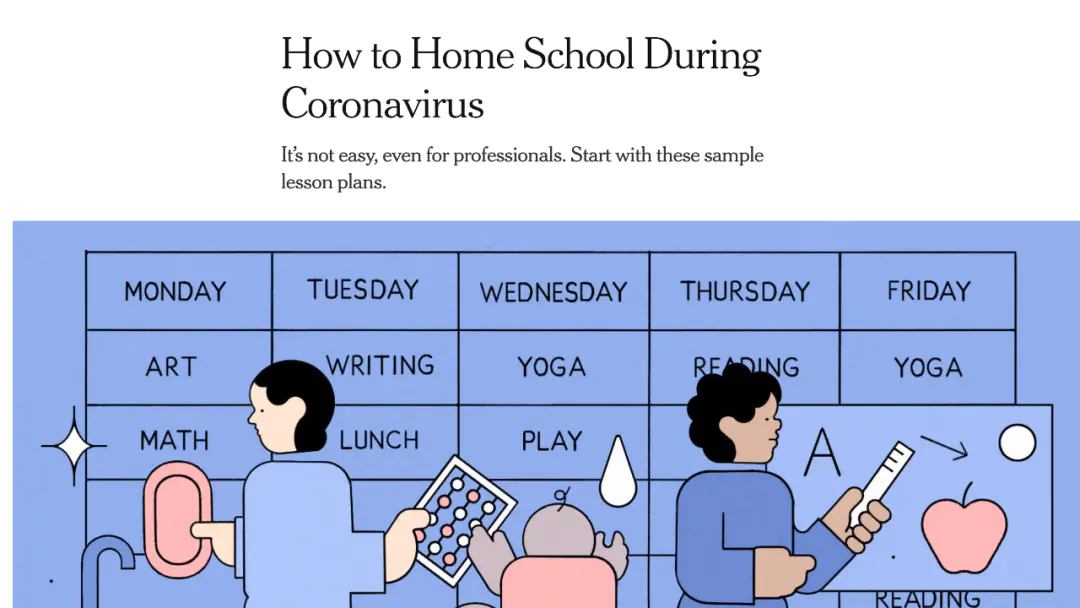 How to Home School During
Coronavirus
It’s not easy, even for professionals. Start with these sample
lesson plans.
MONDAY TUESDAY WEDNESDAY THURSDAY FRIDAY
ART WRITING YOGA READING YOGA
MATH LUNCH PLAY A
READING